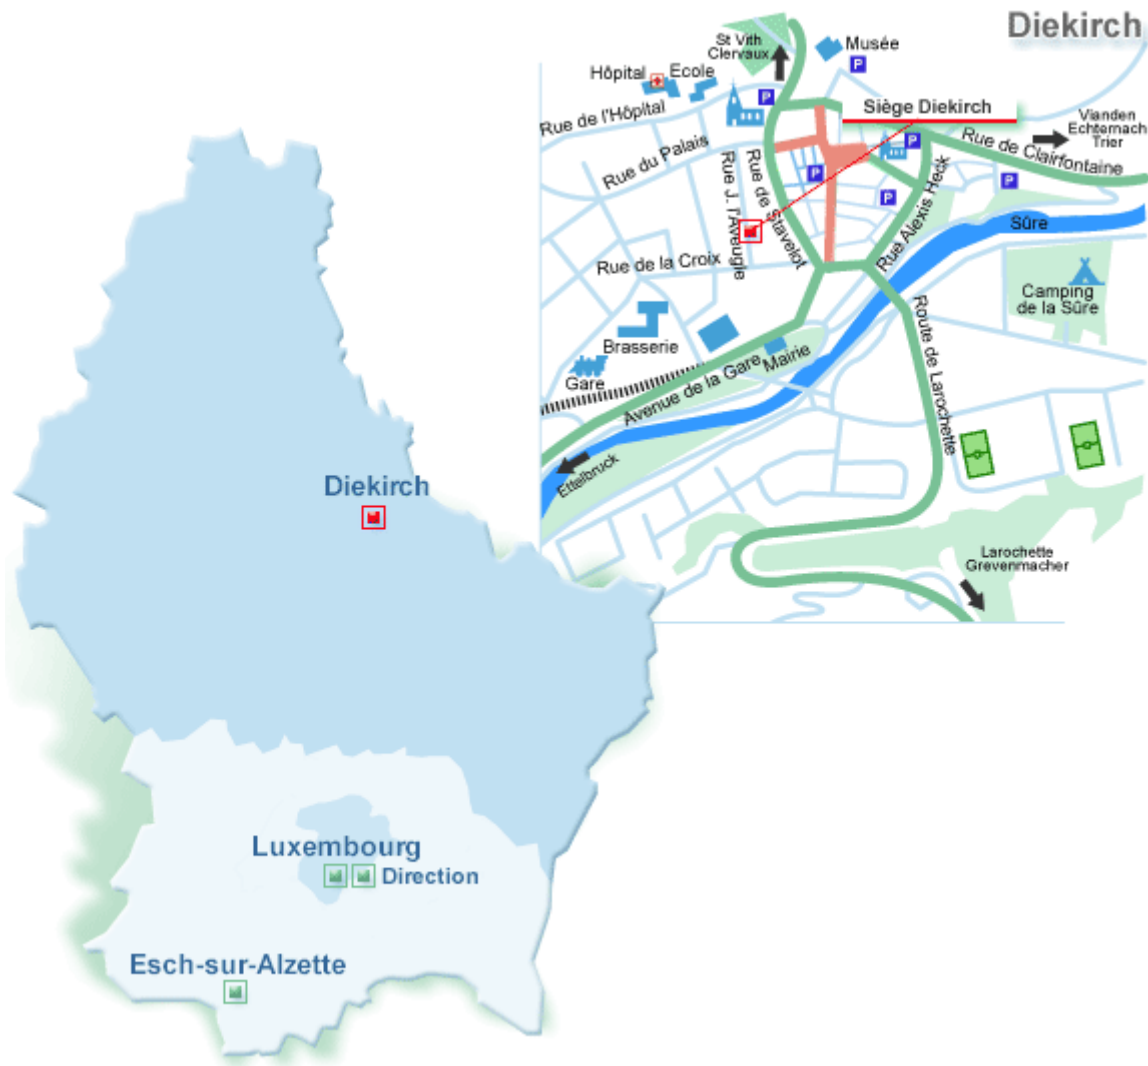 Diekirch
St Vith
Clervaux
Musée
P
Hôpital
Ecole
P
Siège Diekirch
Rue de l'Hôpital
Vianden
Echternach
Trier
Rue de Clairfontaine
P
Rue du Palais
P
P
P
Rue J. l'Aveugle
Rue de Stavelot
Rue Alexis Heck
Sûre
Rue de la Croix
Camping
de la Sûre
Route de Larochette
Brasserie
Mairie
Gare
Avenue de la Gare
Ettelbruck
Larochette
Grevenmacher
Diekirch
Luxembourg
Direction
Esch-sur-Alzette